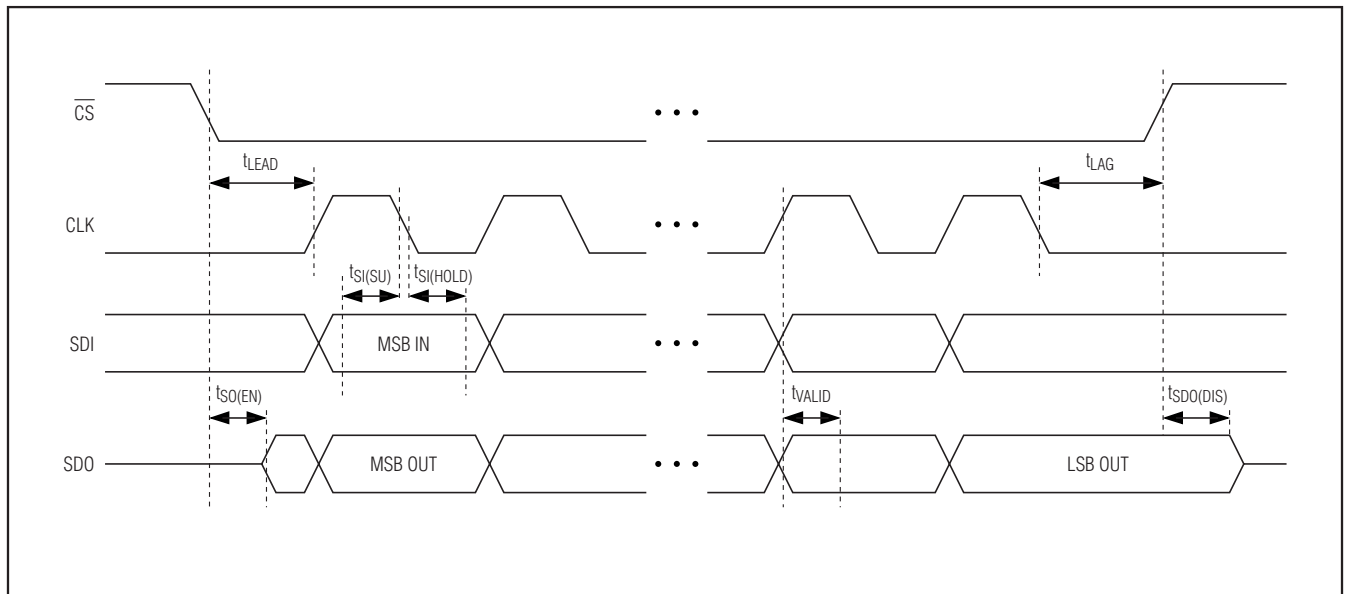 CS
tLEAD
tLAG
CLK
• • •
• • •
tSI(SU)
tSI(HOLD)
SDI
MSB IN
• • •
tSO(EN)
tVALID
tSDO(DIS)
SDO
MSB OUT
• • •
LSB OUT